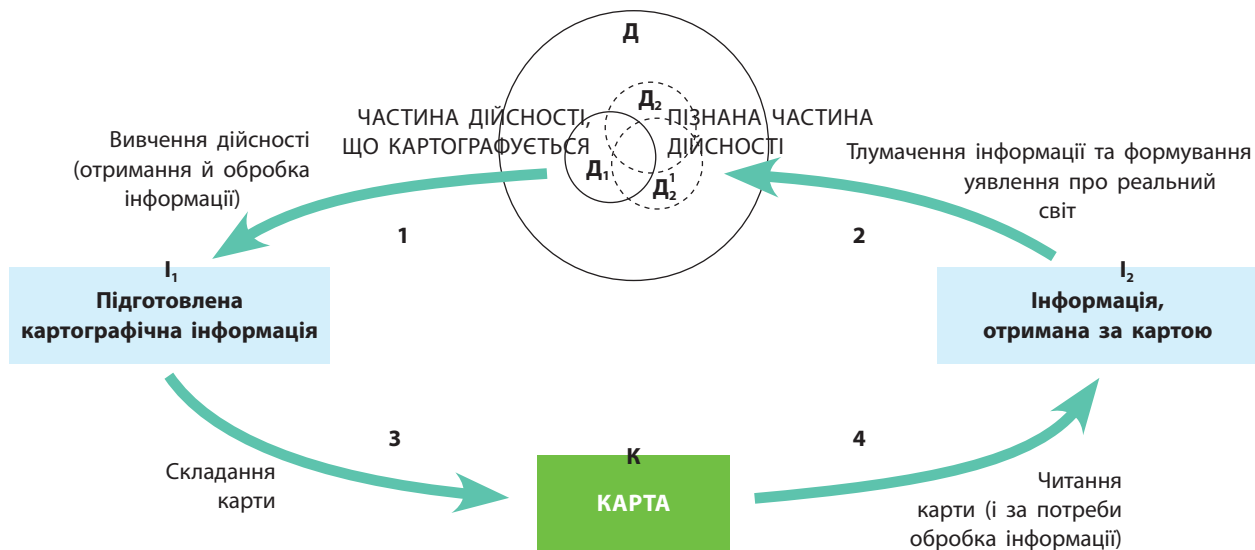 Д
Д₂
ЧАСТИНА ДІЙСНОСТІ,
ЩО КАРТОГРАФУЄТЬСЯ
ПІЗНАНА ЧАСТИНА
ДІЙСНОСТІ
Д₁
Д₂¹
Вивчення дійсності
(отримання й обробка
інформації)
Тлумачення інформації та формування
уявлення про реальний
світ
1
2
І₁
Підготовлена
картографічна інформація
І₂
Інформація,
отримана за картою
3
4
Складання
карти
К
КАРТА
Читання
карти (і за потреби
обробка інформації)